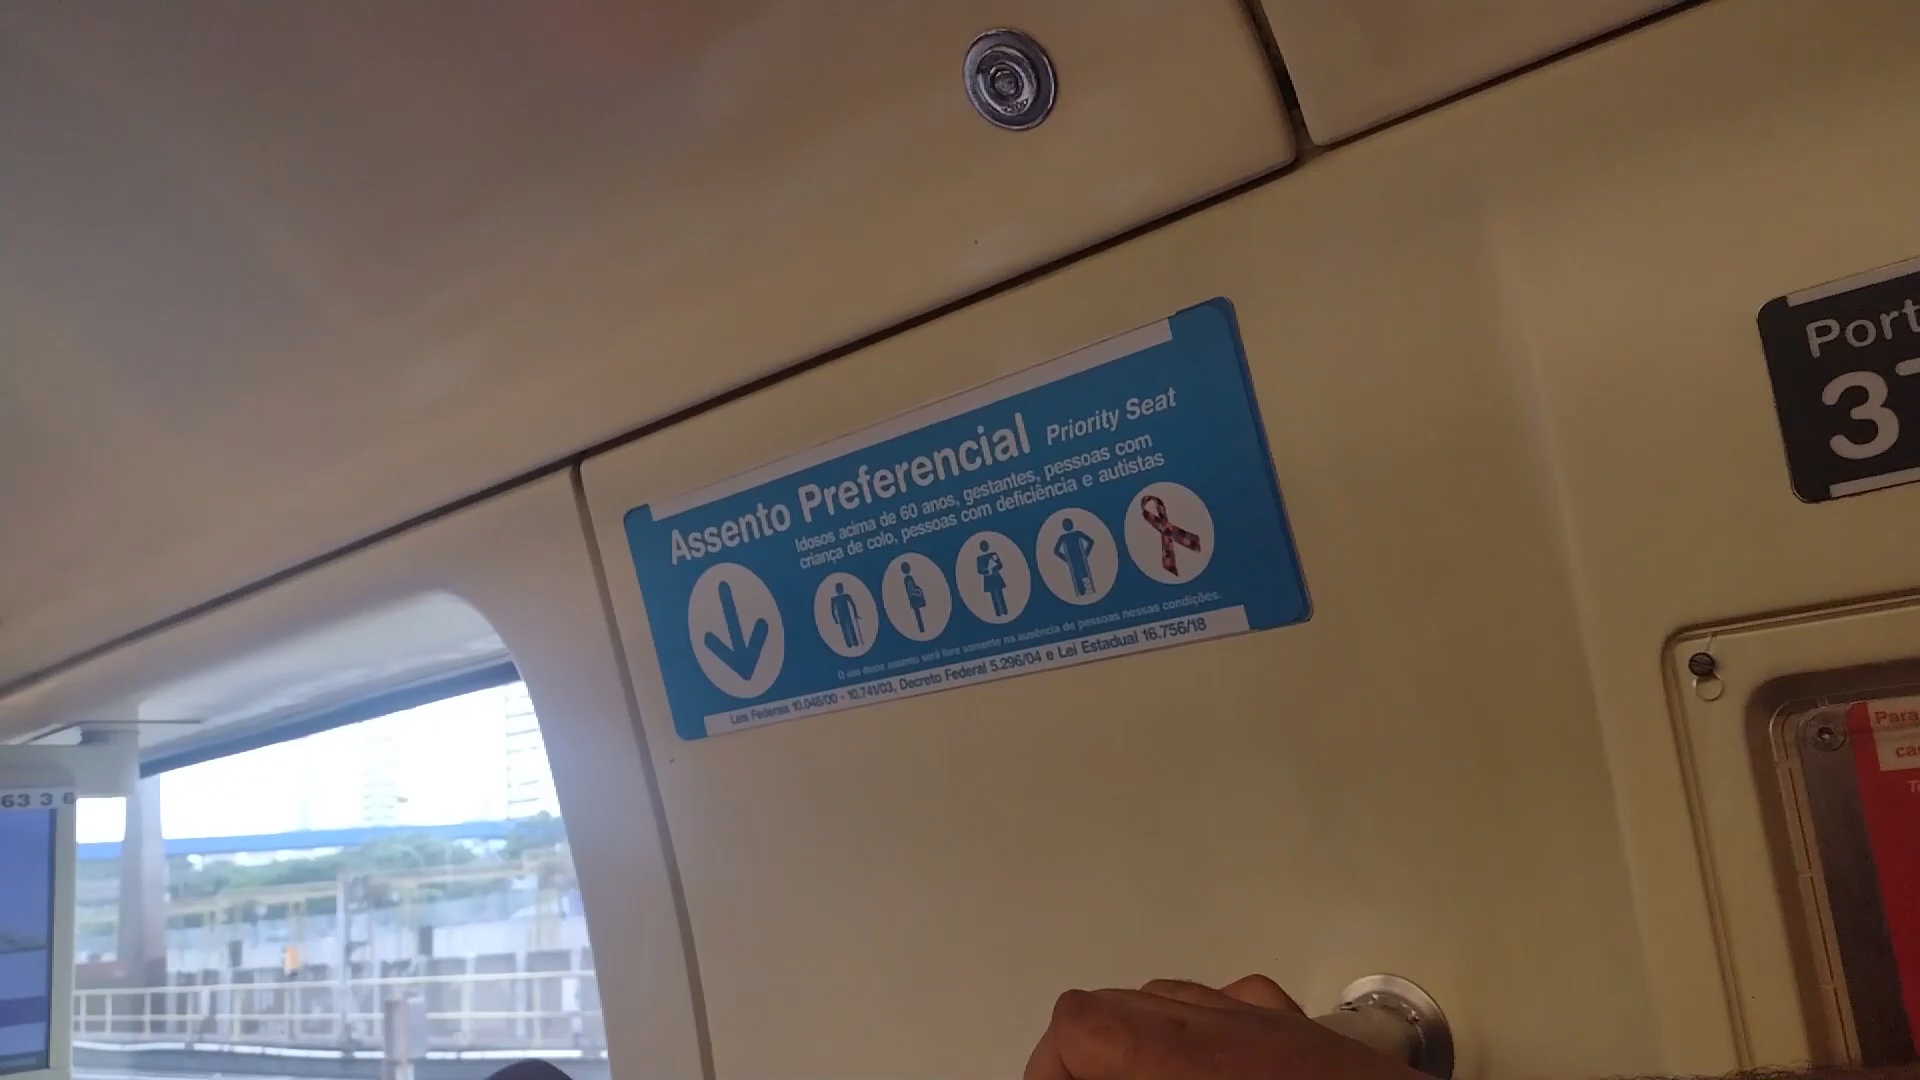 Assento Preferencial Priority Seat
Idosos acima de 60 anos, gestantes, pessoas com
criança de colo, pessoas com deficiência e autistas
O uso deste assento será livre somente na ausência de pessoas nessas condições.
Leis Federais 10.048/00 - 10.741/03, Decreto Federal 5.296/04 e Lei Estadual 16.756/18
Port
3
63 3 6
Para
cas